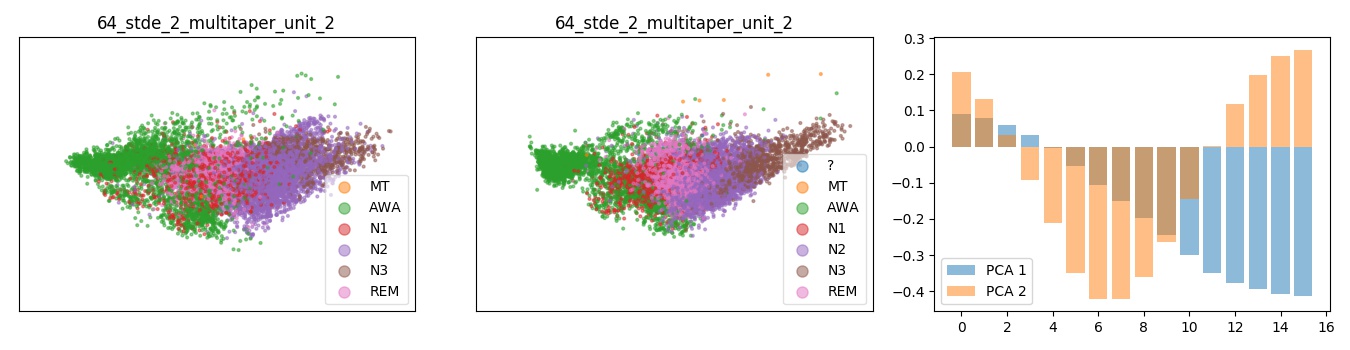 64_stde_2_multitaper_unit_2
MT
AWA
N1
N2
N3
REM
64_stde_2_multitaper_unit_2
?
MT
AWA
N1
N2
N3
REM
0.3
0.2
0.1
0.0
−0.1
−0.2
−0.3
−0.4
PCA 1
PCA 2
0 2 4 6 8 10 12 14 16